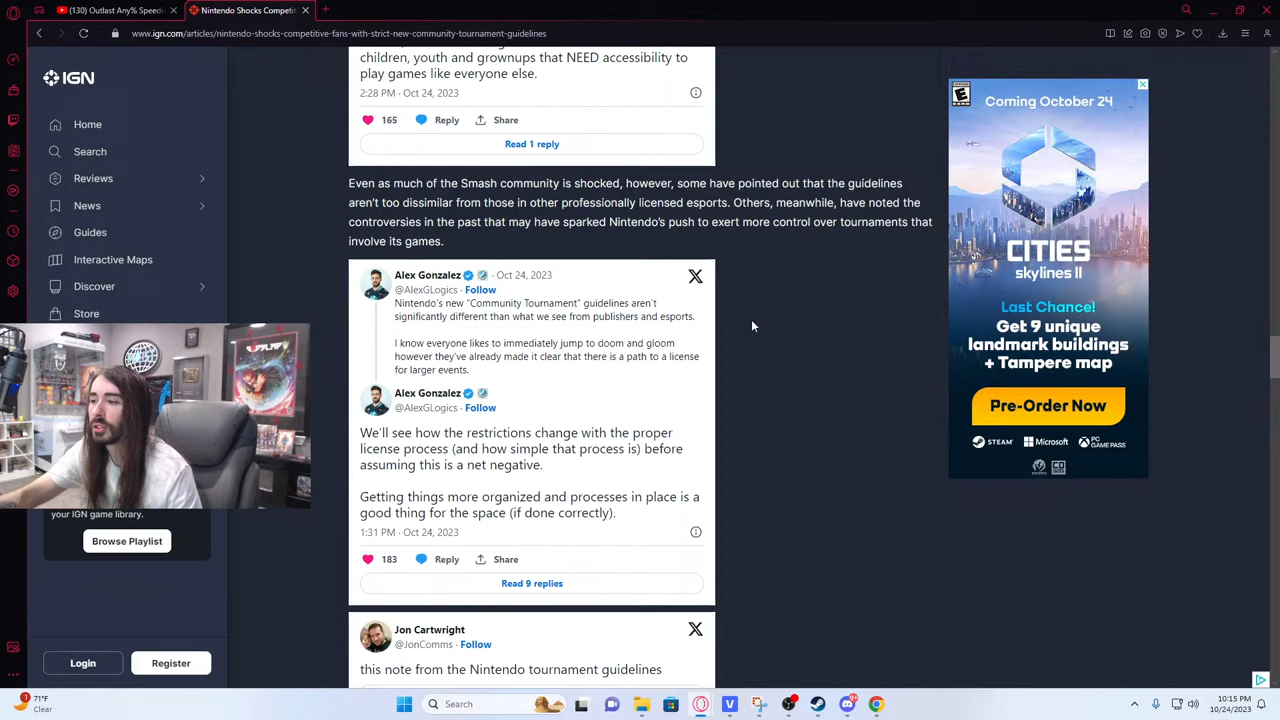 (130) Outlast Any% Speed
Nintendo Shocks Competiti
www.ign.com/articles/nintendo-shocks-competitive-fans-with-strict-new-community-tournament-guidelines
IGN
Home
Search
Reviews
News
Guides
Interactive Maps
Discover
Store
your IGN game library.
Browse Playlist
Login
Register
children, youth and grownups that NEED accessibility to
play games like everyone else.
2:28 PM · Oct 24, 2023
165 Reply Share
Read 1 reply
Even as much of the Smash community is shocked, however, some have pointed out that the guidelines
aren't too dissimilar from those in other professionally licensed esports. Others, meanwhile, have noted the
controversies in the past that may have sparked Nintendo's push to exert more control over tournaments that
involve its games.
Alex Gonzalez · Oct 24, 2023
@AlexGLogics · Follow
Nintendo's new "Community Tournament" guidelines aren't
significantly different than what we see from publishers and esports.
I know everyone likes to immediately jump to doom and gloom
however they've already made it clear that there is a path to a license
for larger events.
Alex Gonzalez
@AlexGLogics · Follow
We'll see how the restrictions change with the proper
license process (and how simple that process is) before
assuming this is a net negative.
Getting things more organized and processes in place is a
good thing for the space (if done correctly).
1:31 PM · Oct 24, 2023
183 Reply Share
Read 9 replies
Jon Cartwright
@JonComms · Follow
this note from the Nintendo tournament guidelines
E
Coming October 24
CITIES
skylines II
Last Chance!
Get 9 unique
landmark buildings
+ Tampere map
Pre-Order Now
STEAM Microsoft PC GAME PASS
1
71°F
Clear
Search
10:15 PM
10/24/2023